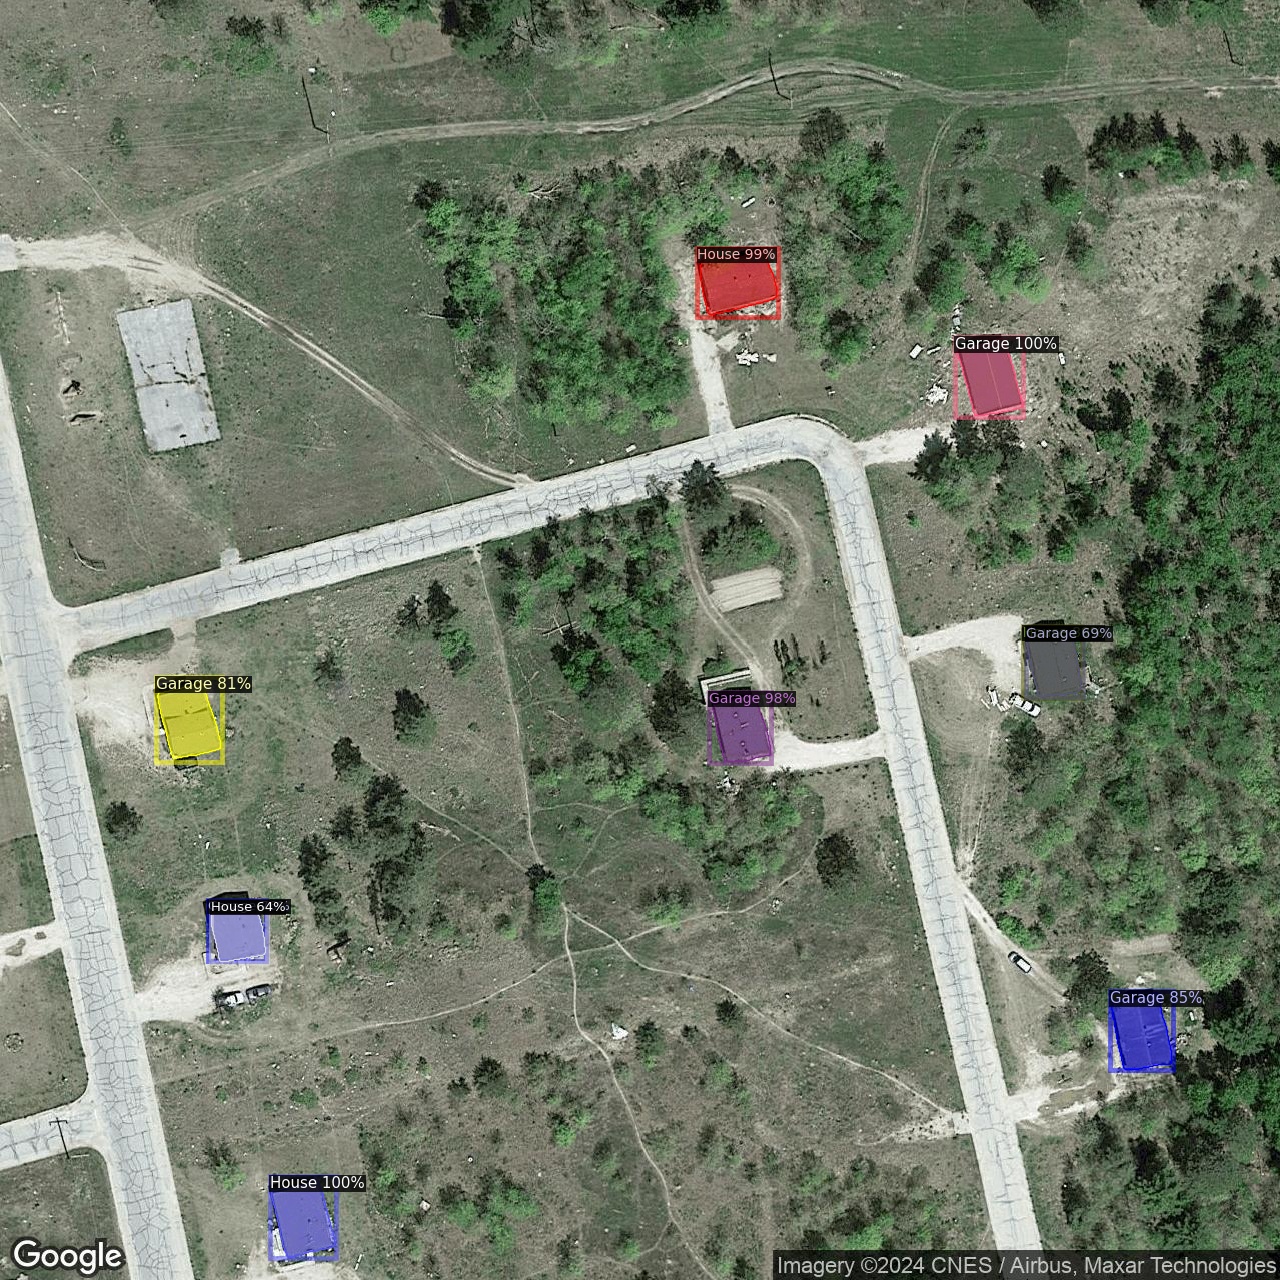 House 99%
Garage 100%
Garage 69%
Garage 81%
Garage 98%
House 64%
Garage 85%
House 100%
Google
Imagery ©2024 CNES / Airbus, Maxar Technologies